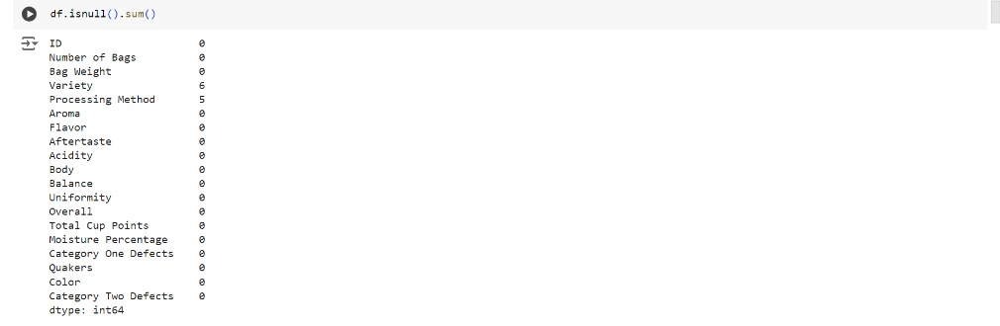 df.isnull().sum()
ID 0
Number of Bags 0
Bag Weight 0
Variety 6
Processing Method 5
Aroma 0
Flavor 0
Aftertaste 0
Acidity 0
Body 0
Balance 0
Uniformity 0
Overall 0
Total Cup Points 0
Moisture Percentage 0
Category One Defects 0
Quakers 0
Color 0
Category Two Defects 0
dtype: int64